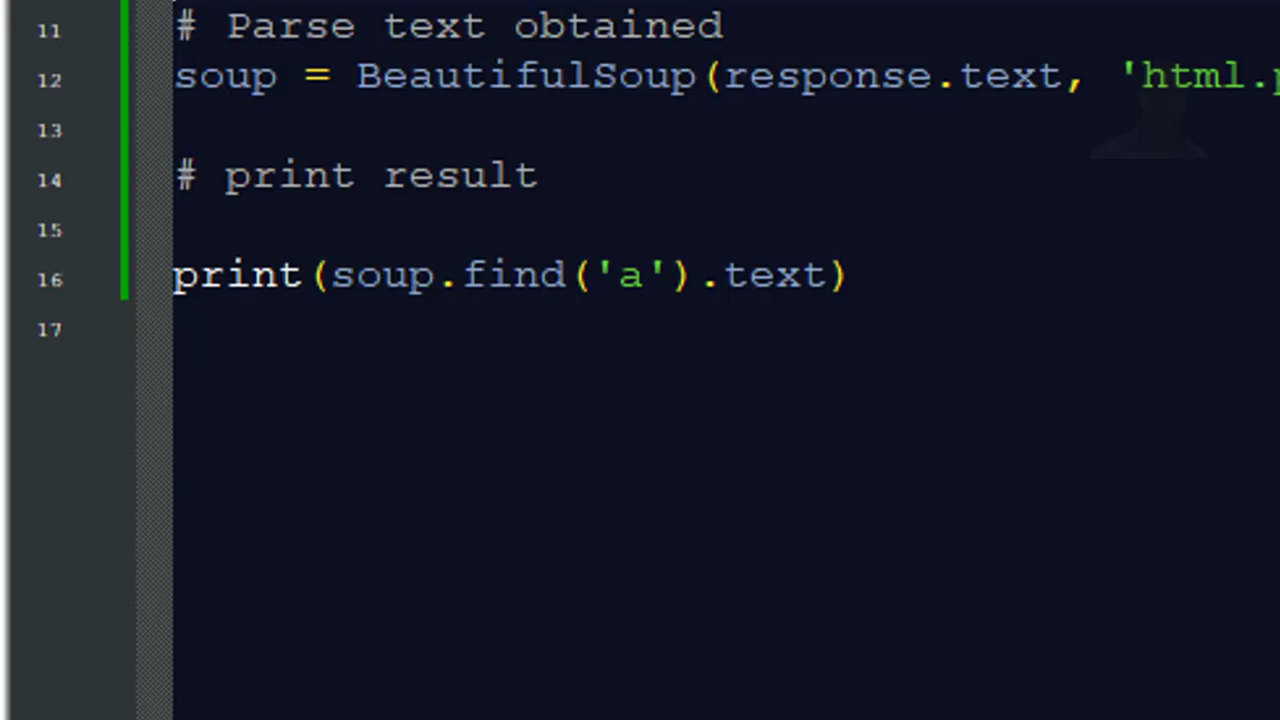 11 # Parse text obtained
12 soup = BeautifulSoup(response.text, 'html.p
13
14 # print result
15
16 print(soup.find('a').text)
17